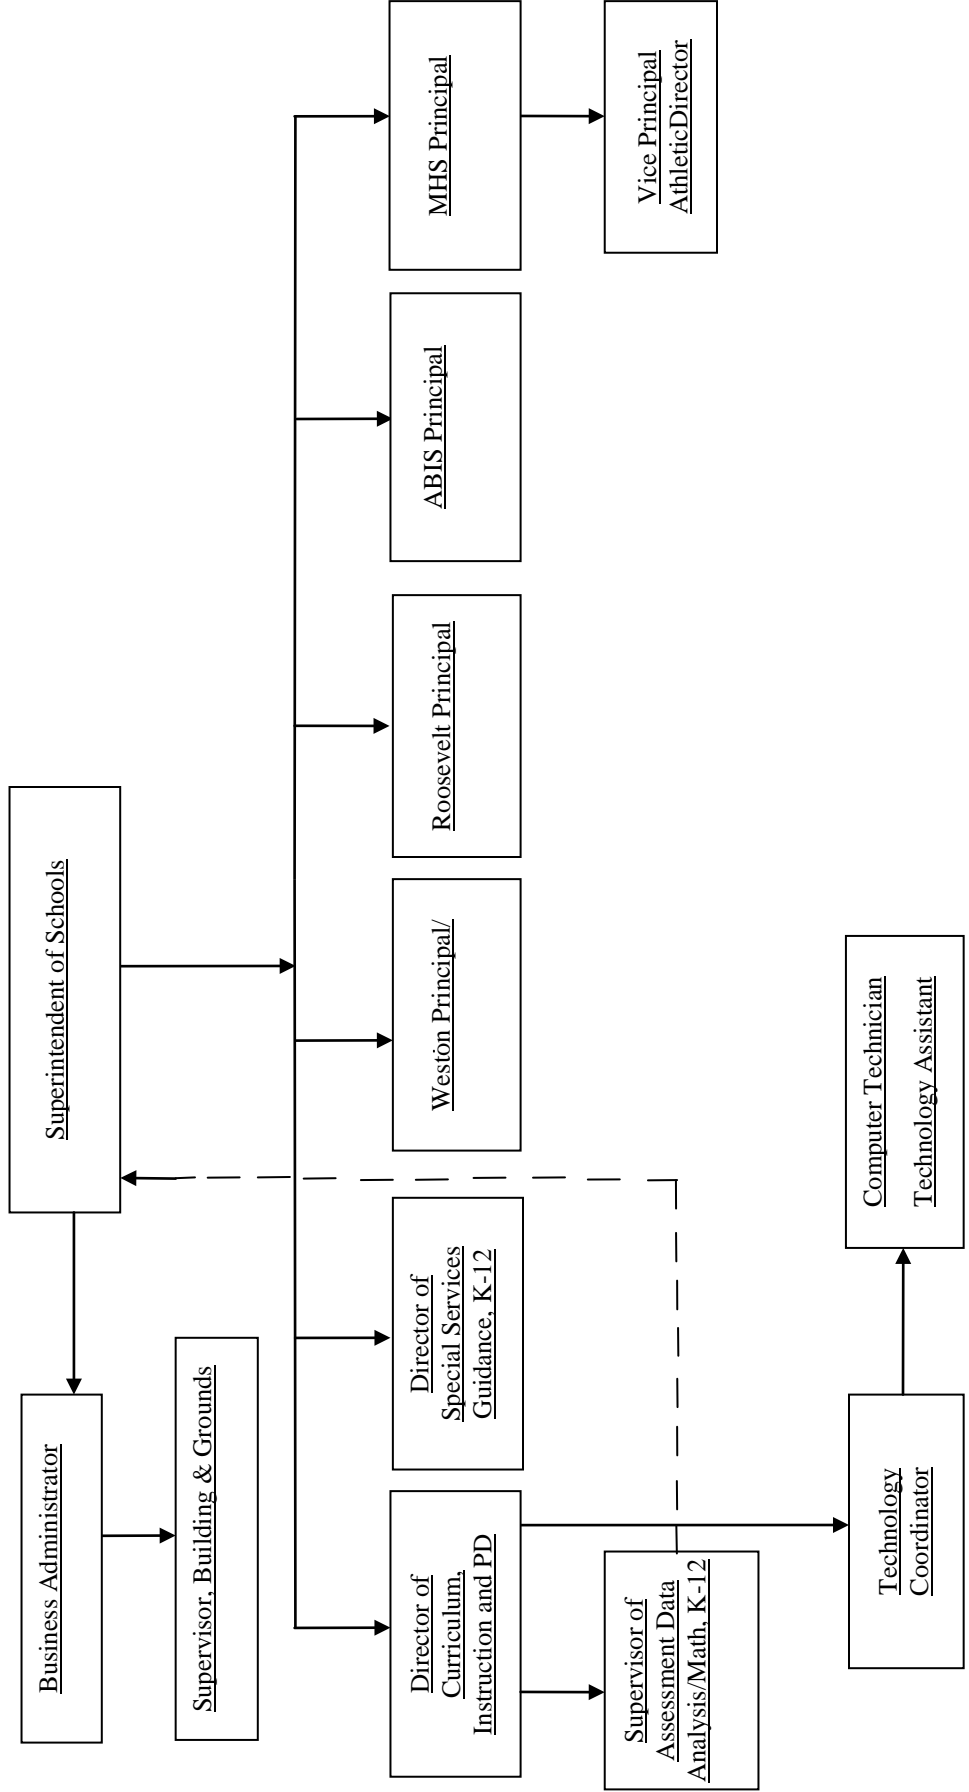 Superintendent of Schools
Business Administrator
Supervisor, Building & Grounds
Director of
Curriculum,
Instruction and PD
Director of
Special Services
Guidance, K-12
Weston Principal/
Roosevelt Principal
ABIS Principal
MHS Principal
Supervisor of
Assessment Data
Analysis/Math, K-12
Vice Principal
AthleticDirector
Technology
Coordinator
Computer Technician
Technology Assistant